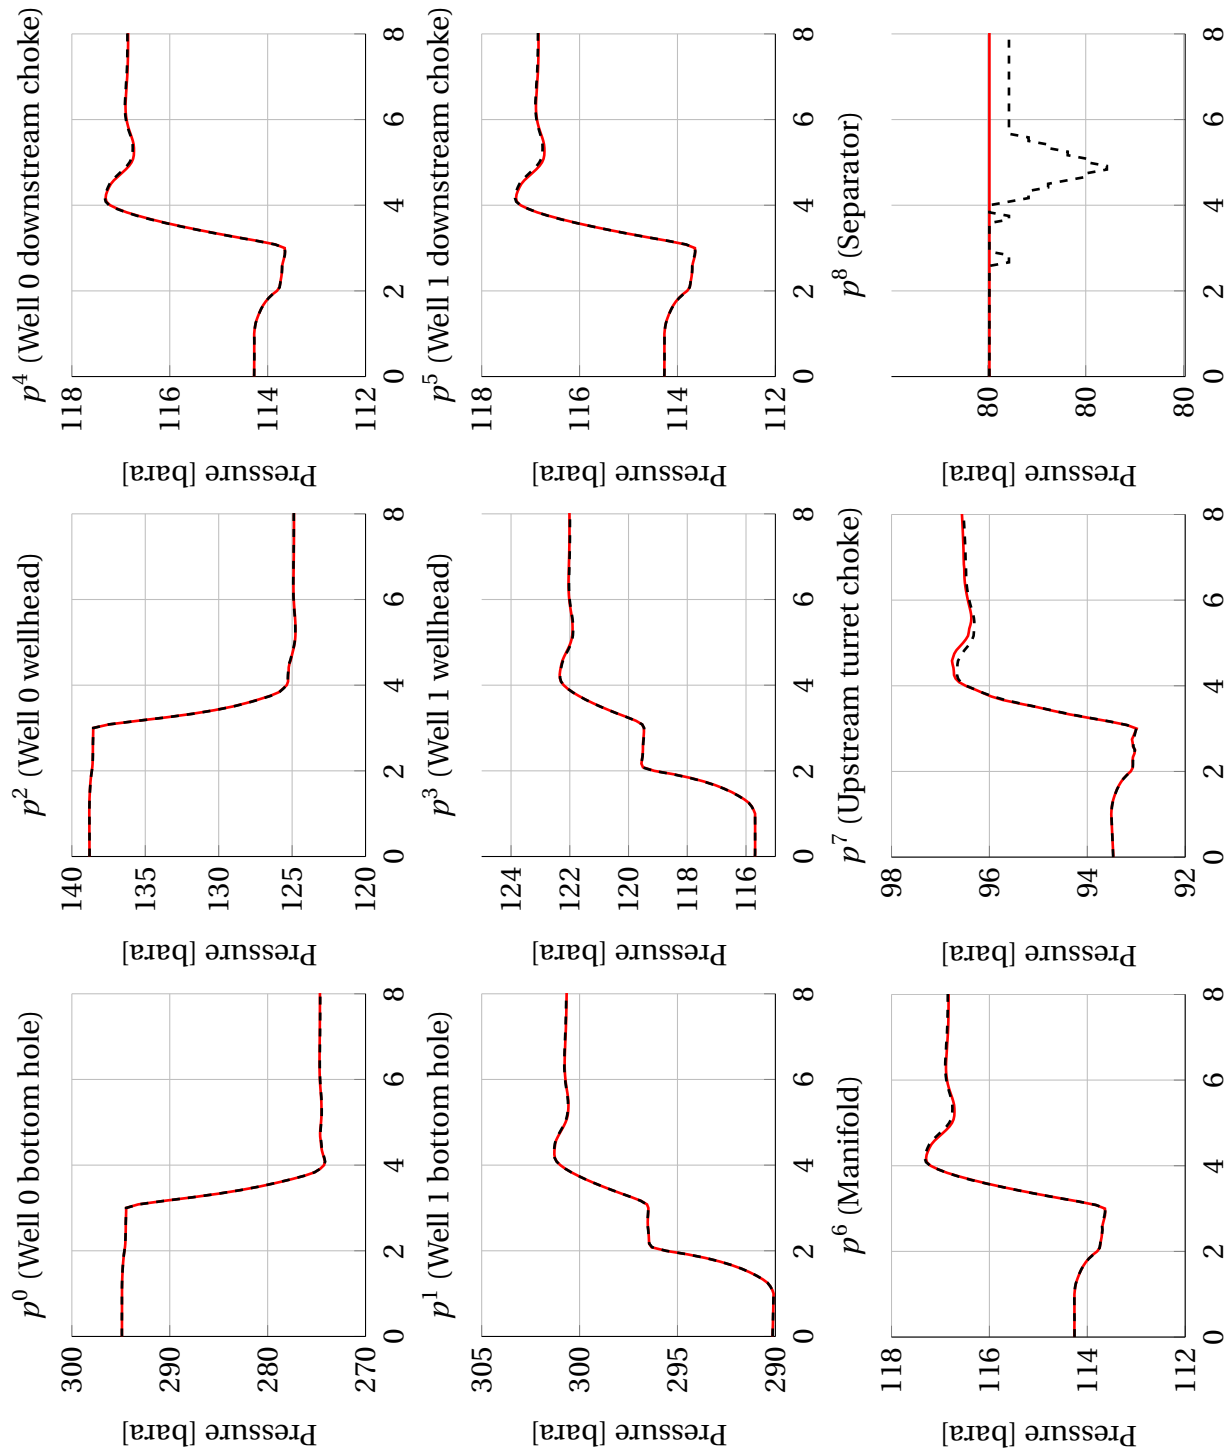 p⁰ (Well 0 bottom hole)
Pressure [bara]
300
290
280
270
0 2 4 6 8
p² (Well 0 wellhead)
Pressure [bara]
140
135
130
125
120
0 2 4 6 8
p⁴ (Well 0 downstream choke)
Pressure [bara]
118
116
114
112
0 2 4 6 8
p¹ (Well 1 bottom hole)
Pressure [bara]
305
300
295
290
0 2 4 6 8
p³ (Well 1 wellhead)
Pressure [bara]
124
122
120
118
116
0 2 4 6 8
p⁵ (Well 1 downstream choke)
Pressure [bara]
118
116
114
112
0 2 4 6 8
p⁶ (Manifold)
Pressure [bara]
118
116
114
112
0 2 4 6 8
p⁷ (Upstream turret choke)
Pressure [bara]
98
96
94
92
0 2 4 6 8
p⁸ (Separator)
Pressure [bara]
80
80
80
0 2 4 6 8